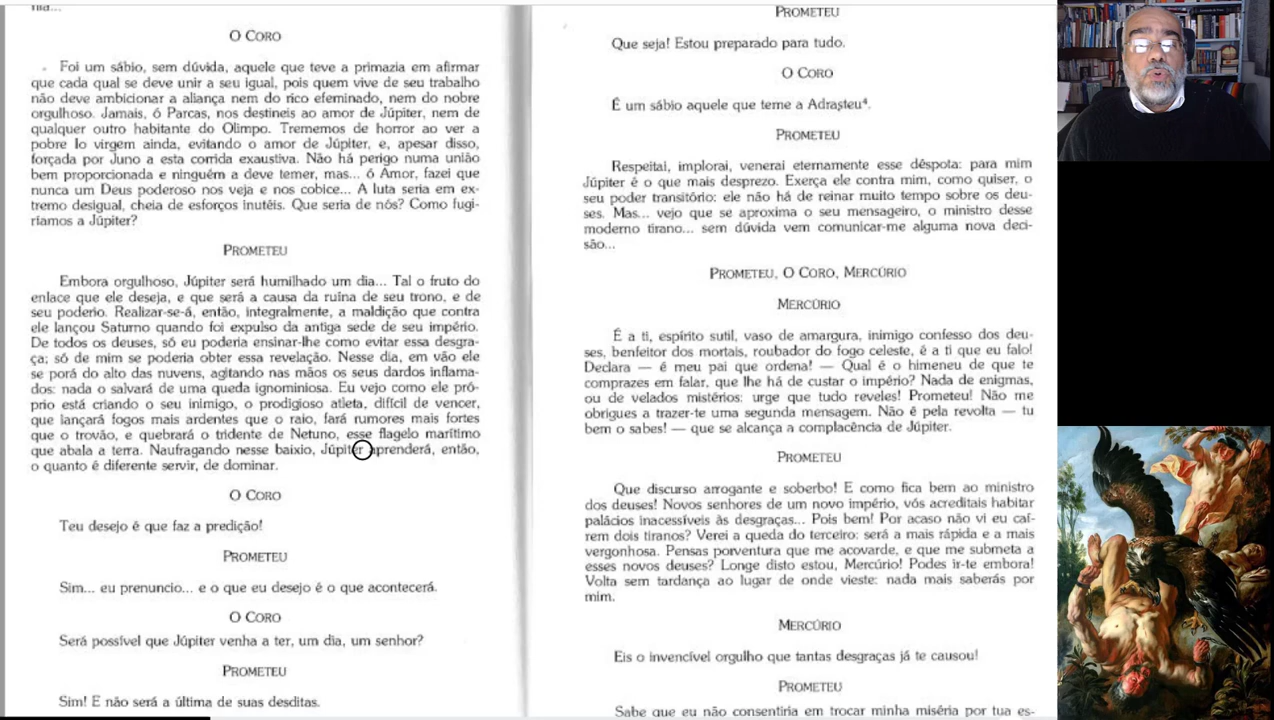 O CORO
Foi um sábio, sem dúvida, aquele que teve a primazia em afirmar
que cada qual se deve unir a seu igual, pois quem vive de seu trabalho
não deve ambicionar a aliança nem do rico efeminado, nem do nobre
orgulhoso. Jamais, ó Parcas, nos destineis ao amor de Júpiter, nem de
qualquer outro habitante do Olimpo. Trememos de horror ao ver a
pobre Io virgem ainda, evitando o amor de Júpiter, e, apesar disso,
forçada por Juno a esta corrida exaustiva. Não há perigo numa união
bem proporcionada e ninguém a deve temer, mas... ó Amor, fazei que
nunca um Deus poderoso nos veja e nos cobice... A luta seria em ex-
tremo desigual, cheia de esforços inutéis. Que seria de nós? Como fugi-
ríamos a Júpiter?
PROMETEU
Embora orgulhoso, Júpiter será humilhado um dia... Tal o fruto do
enlace que ele deseja, e que será a causa da ruína de seu trono, e de
seu poderio. Realizar-se-á, então, integralmente, a maldição que contra
ele lançou Saturno quando foi expulso da antiga sede de seu império.
De todos os deuses, só eu poderia ensinar-lhe como evitar essa desgra-
ça; só de mim se poderia obter essa revelação. Nesse dia, em vão ele
se porá do alto das nuvens, agitando nas mãos os seus dardos inflama-
dos: nada o salvará de uma queda ignominiosa. Eu vejo como ele pró-
prio está criando o seu inimigo, o prodigioso atleta, difícil de vencer,
que lançará fogos mais ardentes que o raio, fará rumores mais fortes
que o trovão, e quebrará o tridente de Netuno, esse flagelo marítimo
que abala a terra. Naufragando nesse baixio, Júpiter aprenderá, então,
o quanto é diferente servir, de dominar.
O CORO
Teu desejo é que faz a predição!
PROMETEU
Sim... eu prenuncio... e o que eu desejo é o que acontecerá.
O CORO
Será possível que Júpiter venha a ter, um dia, um senhor?
PROMETEU
Sim! E não será a última de suas desditas.
PROMETEU
Que seja! Estou preparado para tudo.
O CORO
É um sábio aquele que teme a Adrasteu⁴.
PROMETEU
Respeitai, implorai, venerai eternamente esse déspota: para mim
Júpiter é o que mais desprezo. Exerça ele contra mim, como quiser, o
seu poder transitório: ele não há de reinar muito tempo sobre os deu-
ses. Mas... vejo que se aproxima o seu mensageiro, o ministro desse
moderno tirano... sem dúvida vem comunicar-me alguma nova deci-
são...
PROMETEU, O CORO, MERCÚRIO
MERCÚRIO
É a ti, espírito sutil, vaso de amargura, inimigo confesso dos deu-
ses, benfeitor dos mortais, roubador do fogo celeste, é a ti que eu falo!
Declara — é meu pai que ordena! — Qual é o himeneu de que te
comprazes em falar, que lhe há de custar o império? Nada de enigmas,
ou de velados mistérios: urge que tudo reveles! Prometeu! Não me
obrigues a trazer-te uma segunda mensagem. Não é pela revolta — tu
bem o sabes! — que se alcança a complacência de Júpiter.
PROMETEU
Que discurso arrogante e soberbo! E como fica bem ao ministro
dos deuses! Novos senhores de um novo império, vós acreditais habitar
palácios inacessíveis às desgraças... Pois bem! Por acaso não vi eu caí-
rem dois tiranos? Verei a queda do terceiro: será a mais rápida e a mais
vergonhosa. Pensas porventura que me acovarde, e que me submeta a
esses novos deuses? Longe disto estou, Mercúrio! Podes ir-te embora!
Volta sem tardança ao lugar de onde vieste: nada mais saberás por
mim.
MERCÚRIO
Eis o invencível orgulho que tantas desgraças já te causou!
PROMETEU
Sabe que eu não consentiria em trocar minha miséria por tua es-